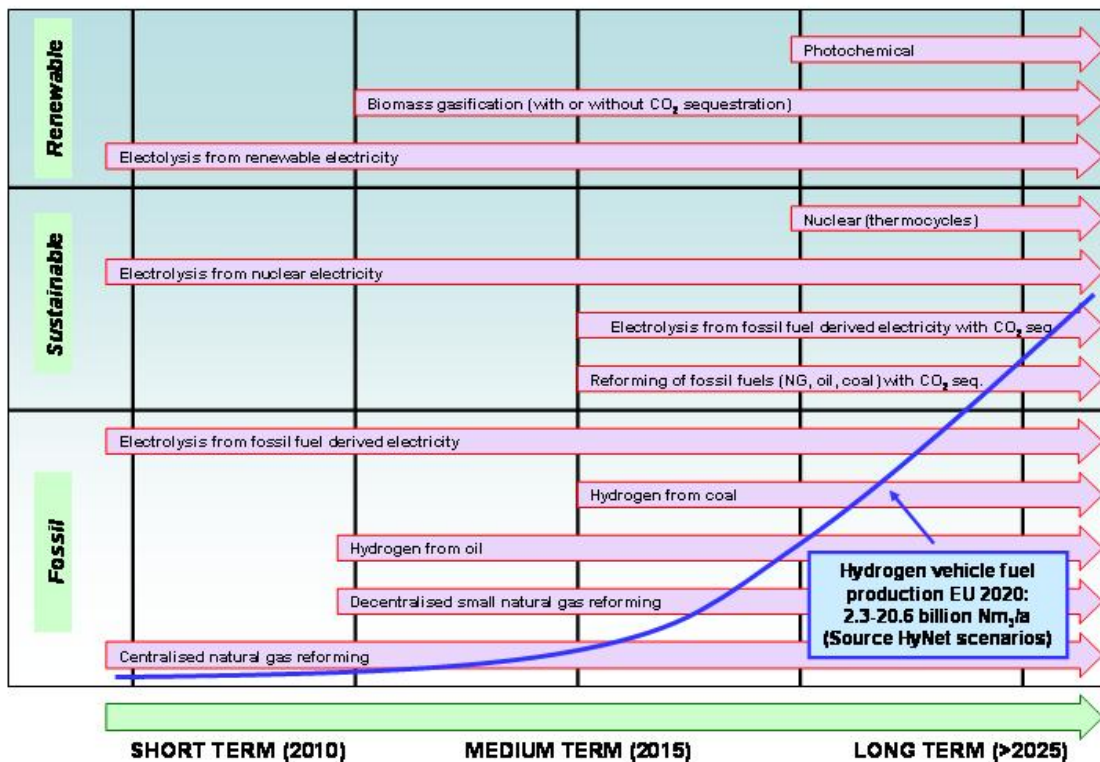 Renewable
Photochemical
Biomass gasification (with or without CO₂ sequestration)
Electolysis from renewable electricity
Sustainable
Nuclear (thermocycles)
Electrolysis from nuclear electricity
Electrolysis from fossil fuel derived electricity with CO₂ seq.
Reforming of fossil fuels (NG, oil, coal) with CO₂ seq.
Fossil
Electrolysis from fossil fuel derived electricity
Hydrogen from coal
Hydrogen from oil
Decentralised small natural gas reforming
Centralised natural gas reforming
Hydrogen vehicle fuel
production EU 2020:
2.3-20.6 billion Nm₃/a
(Source HyNet scenarios)
SHORT TERM (2010) MEDIUM TERM (2015) LONG TERM (>2025)